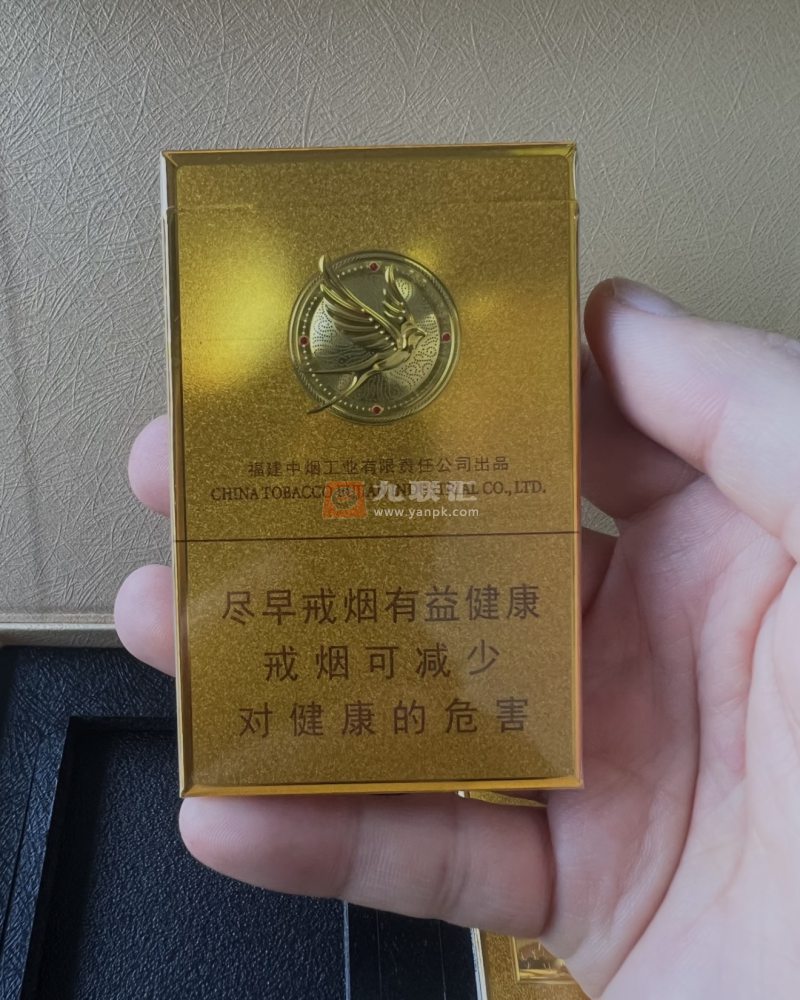 福建中烟工业有限责任公司出品
CHINA TOBACCO FUJIAN INDUSTRIAL CO., LTD.
九联汇
www.yanpk.com
尽早戒烟有益健康
戒烟可减少
对健康的危害